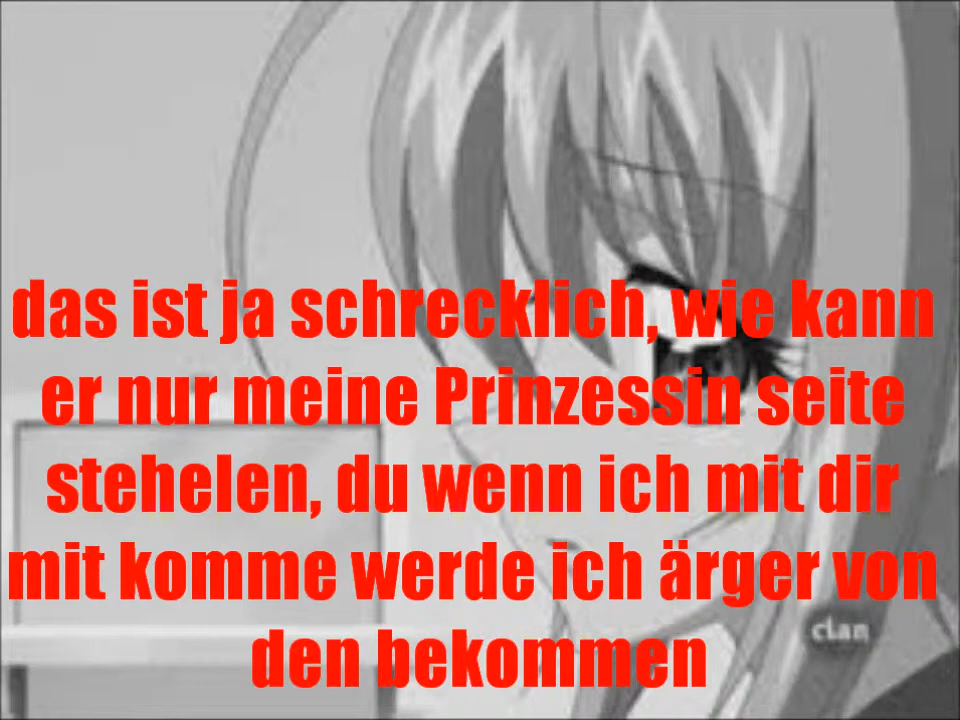 das ist ja schrecklich, wie kann
er nur meine Prinzessin seite
stehelen, du wenn ich mit dir
mit komme werde ich ärger von
den bekommen
clan